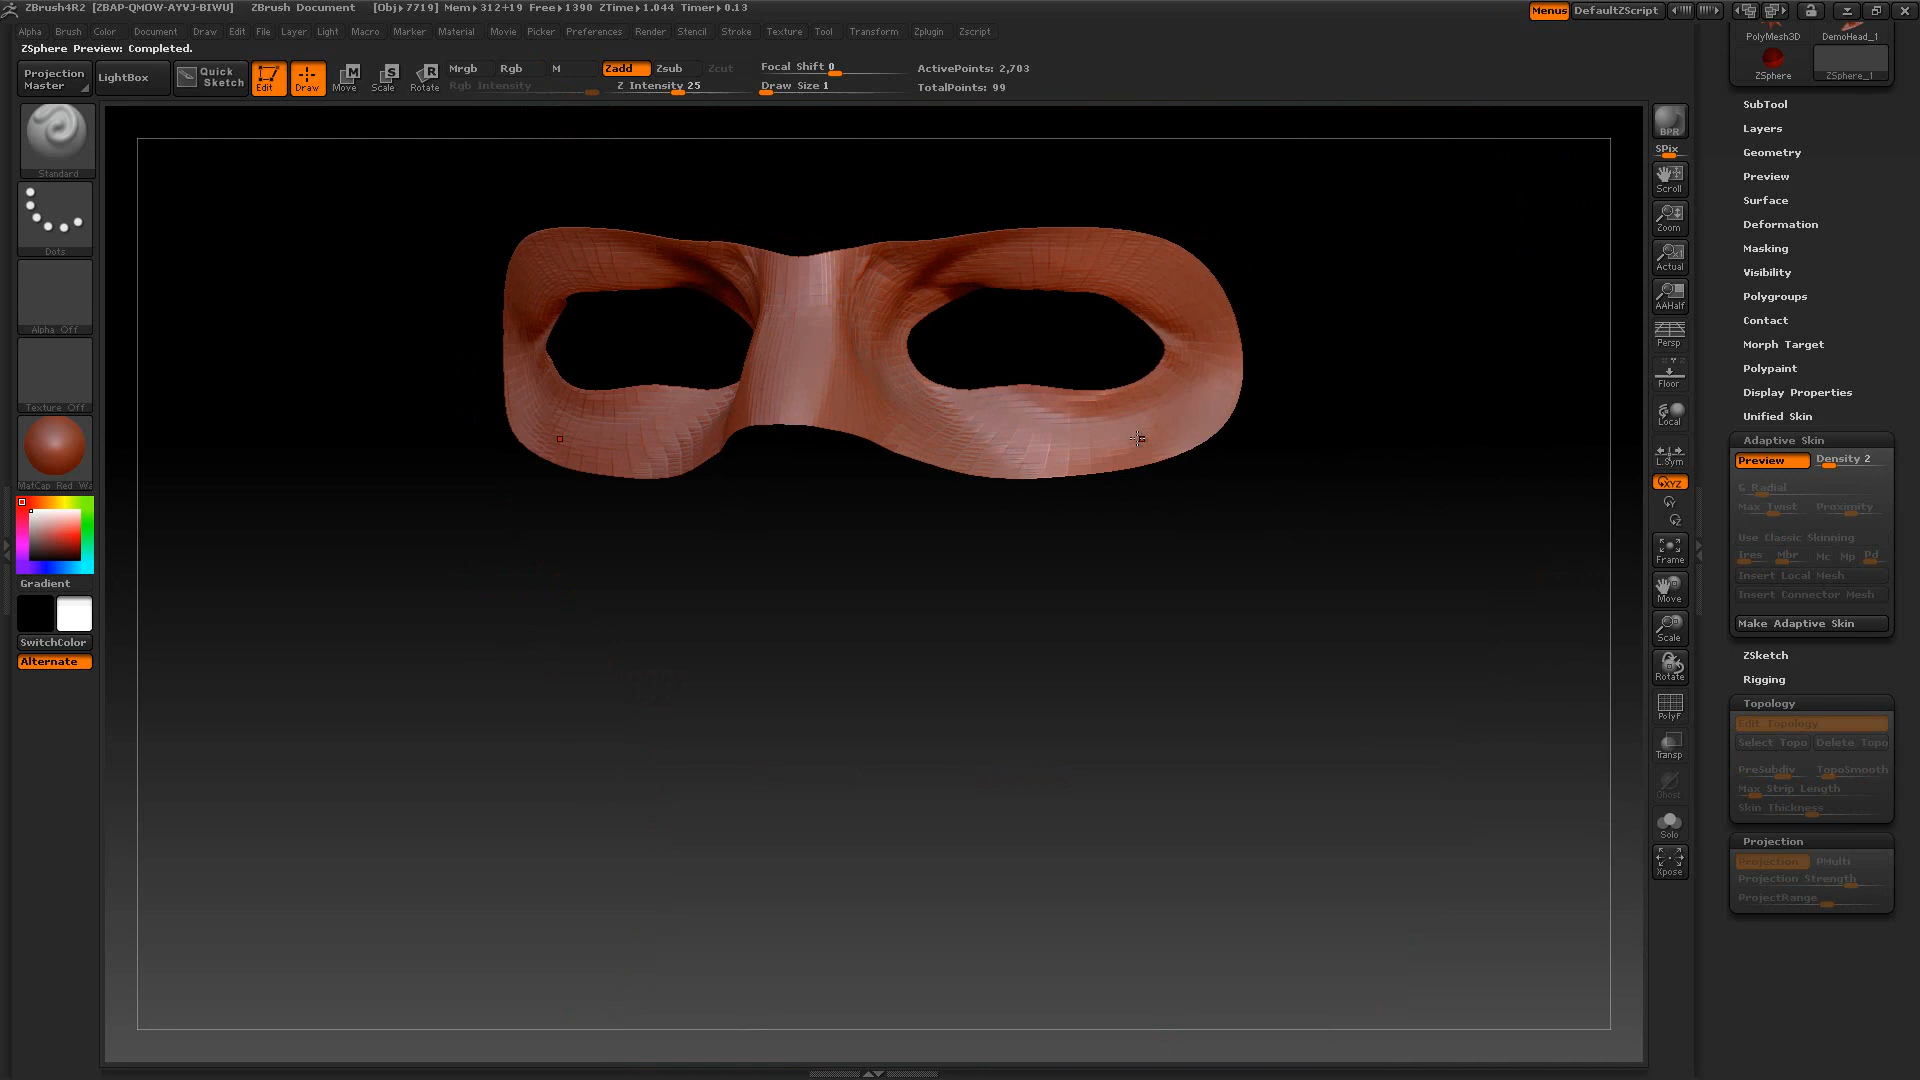 ZBrush4R2 [ZBAP-QMOW-AYVJ-BIWU] ZBrush Document [Obj▸7719] Mem▸312+19 Free▸1390 ZTime▸1.044 Timer▸0.13 Menus DefaultZScript
Alpha Brush Color Document Draw Edit File Layer Light Macro Marker Material Movie Picker Preferences Render Stencil Stroke Texture Tool Transform Zplugin Zscript
ZSphere Preview: Completed.
Projection Master
LightBox
Quick Sketch
Edit
Draw
Move
Scale
Rotate
Mrgb Rgb M
Rgb Intensity
Zadd Zsub Zcut
Z Intensity 25
Focal Shift 0
Draw Size 1
ActivePoints: 2,703
TotalPoints: 99
Standard
Dots
Alpha Off
Texture Off
MatCap Red Wa
Gradient
SwitchColor
Alternate
BPR
SPix
Scroll
Zoom
Actual
AAHalf
Persp
Floor
Local
L.Sym
XYZ
Y
Z
Frame
Move
Scale
Rotate
PolyF
Transp
Ghost
Solo
Xpose
PolyMesh3D DemoHead_1
ZSphere ZSphere_1
SubTool
Layers
Geometry
Preview
Surface
Deformation
Masking
Visibility
Polygroups
Contact
Morph Target
Polypaint
Display Properties
Unified Skin
Adaptive Skin
Preview Density 2
G Radial
Max Twist Proximity
Use Classic Skinning
Ires Mbr Mc Mp Pd
Insert Local Mesh
Insert Connector Mesh
Make Adaptive Skin
ZSketch
Rigging
Topology
Edit Topology
Select Topo Delete Topo
PreSubdiv TopoSmooth
Max Strip Length
Skin Thickness
Projection
Projection PMulti
Projection Strength
ProjectRange